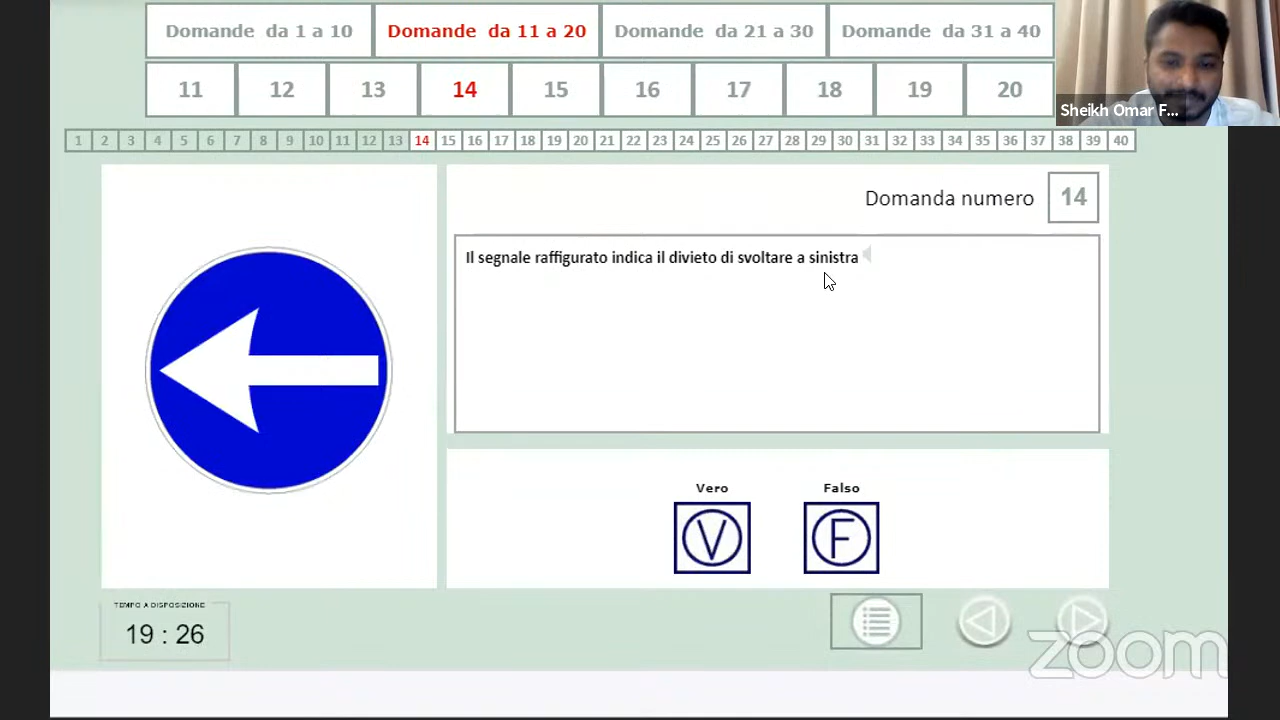 Domande da 1 a 10 Domande da 11 a 20 Domande da 21 a 30 Domande da 31 a 40
11 12 13 14 15 16 17 18 19 20
Sheikh Omar F...
1 2 3 4 5 6 7 8 9 10 11 12 13 14 15 16 17 18 19 20 21 22 23 24 25 26 27 28 29 30 31 32 33 34 35 36 37 38 39 40
Domanda numero 14
Il segnale raffigurato indica il divieto di svoltare a sinistra
Vero Falso
V F
TEMPO A DISPOSIZIONE
19 : 26
zoom